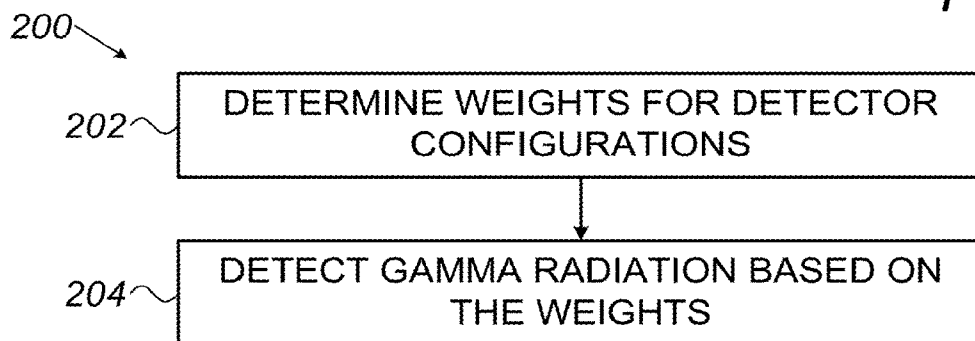 200
202
DETERMINE WEIGHTS FOR DETECTOR
CONFIGURATIONS
204
DETECT GAMMA RADIATION BASED ON
THE WEIGHTS